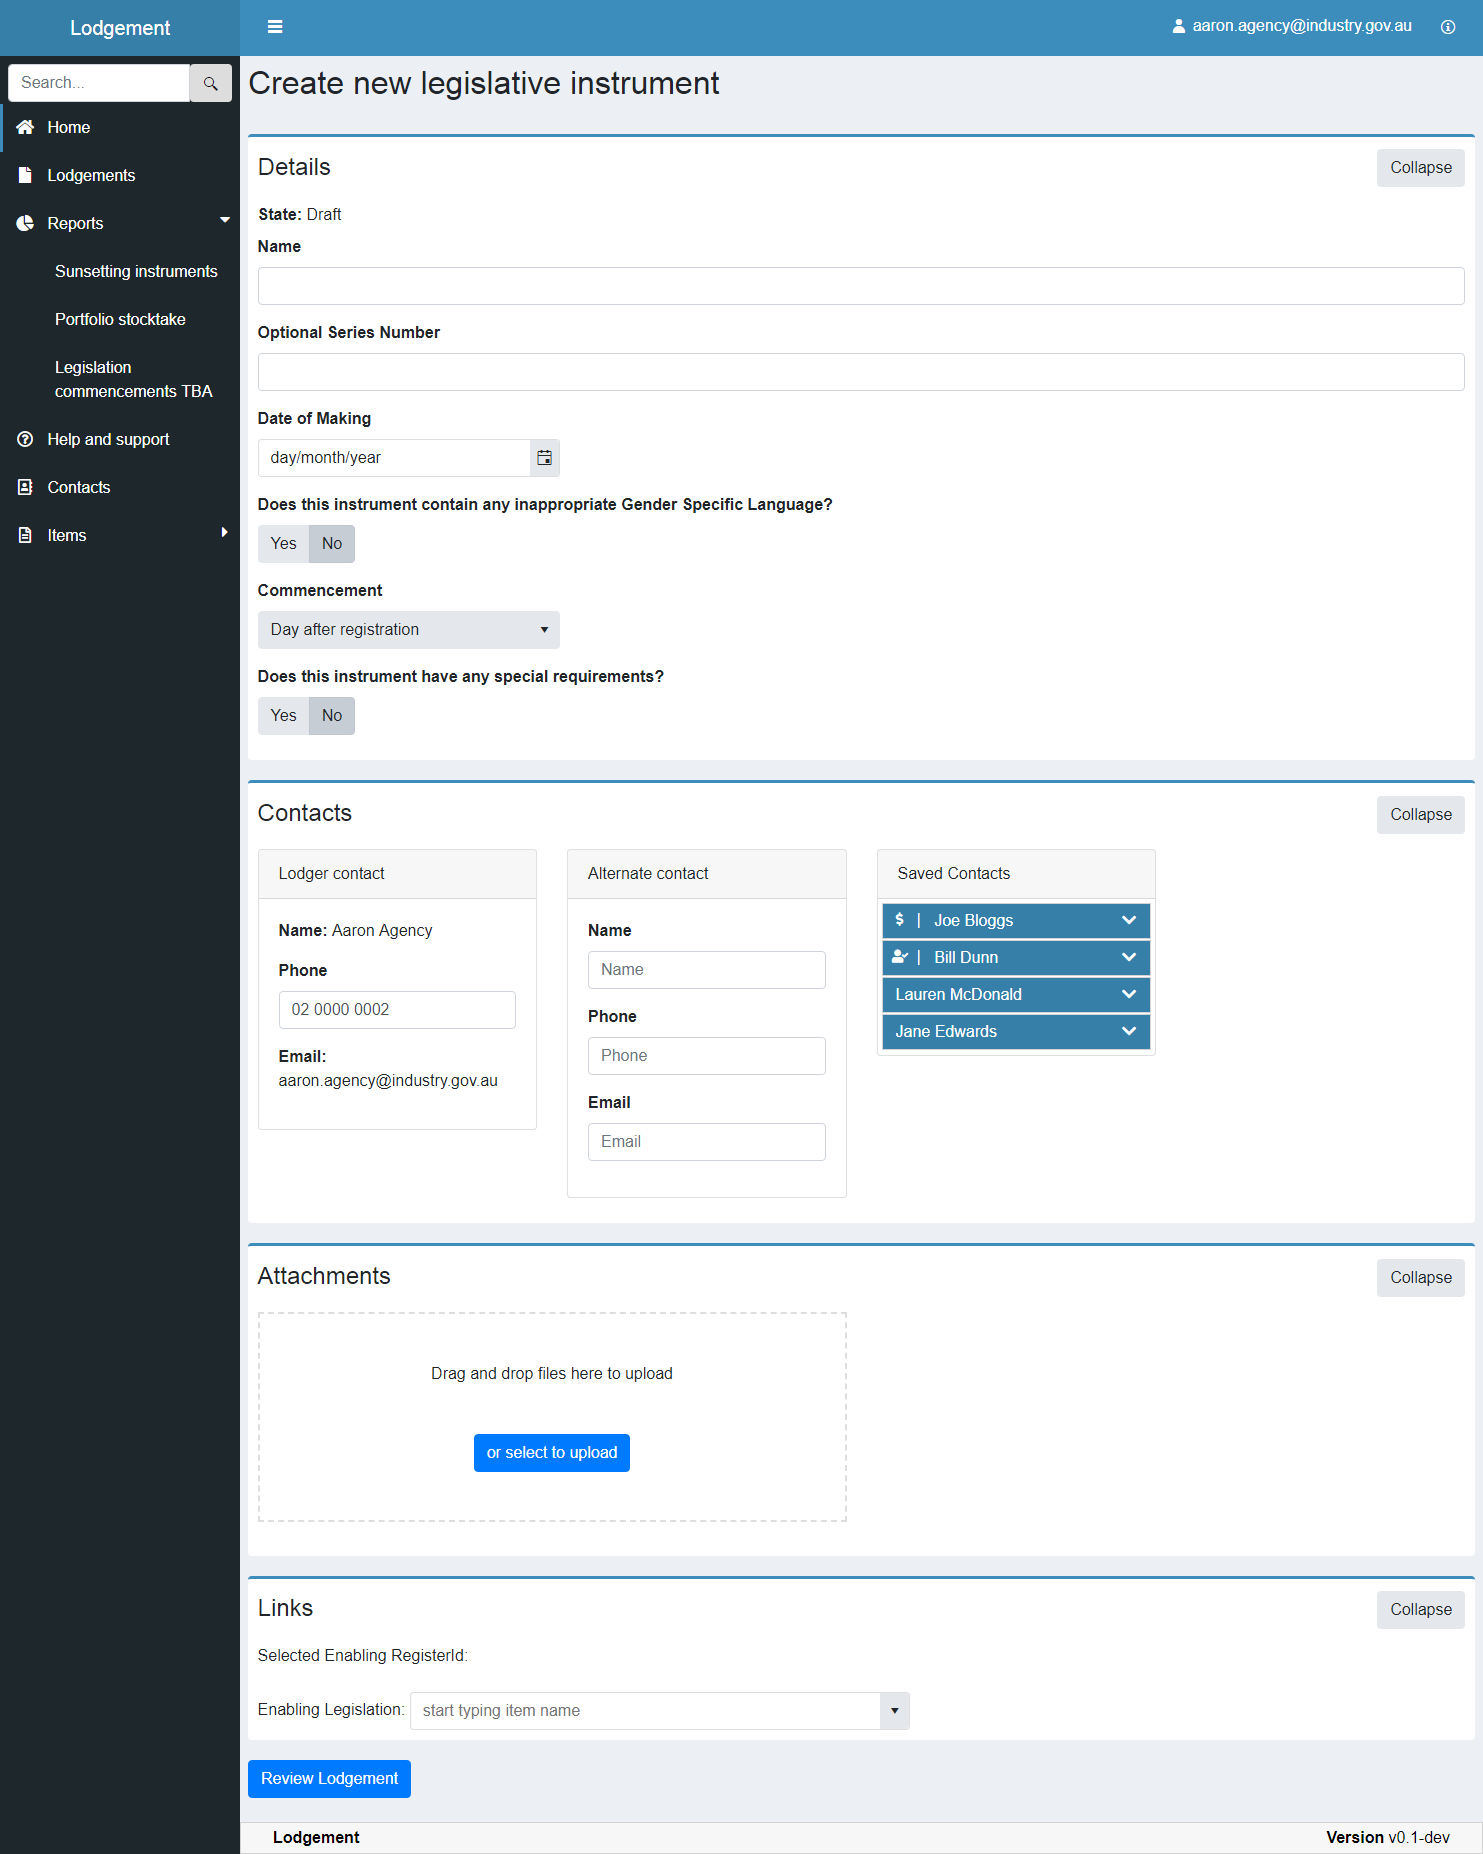 Lodgement
aaron.agency@industry.gov.au
Search...
Home
Lodgements
Reports
Sunsetting instruments
Portfolio stocktake
Legislation
commencements TBA
Help and support
Contacts
Items
Create new legislative instrument
Details
Collapse
State: Draft
Name
Optional Series Number
Date of Making
day/month/year
Does this instrument contain any inappropriate Gender Specific Language?
Yes No
Commencement
Day after registration
Does this instrument have any special requirements?
Yes No
Contacts
Collapse
Lodger contact
Name: Aaron Agency
Phone
02 0000 0002
Email:
aaron.agency@industry.gov.au
Alternate contact
Name
Name
Phone
Phone
Email
Email
Saved Contacts
$ | Joe Bloggs
| Bill Dunn
Lauren McDonald
Jane Edwards
Attachments
Collapse
Drag and drop files here to upload
or select to upload
Links
Collapse
Selected Enabling RegisterId:
Enabling Legislation: start typing item name
Review Lodgement
Lodgement
Version v0.1-dev